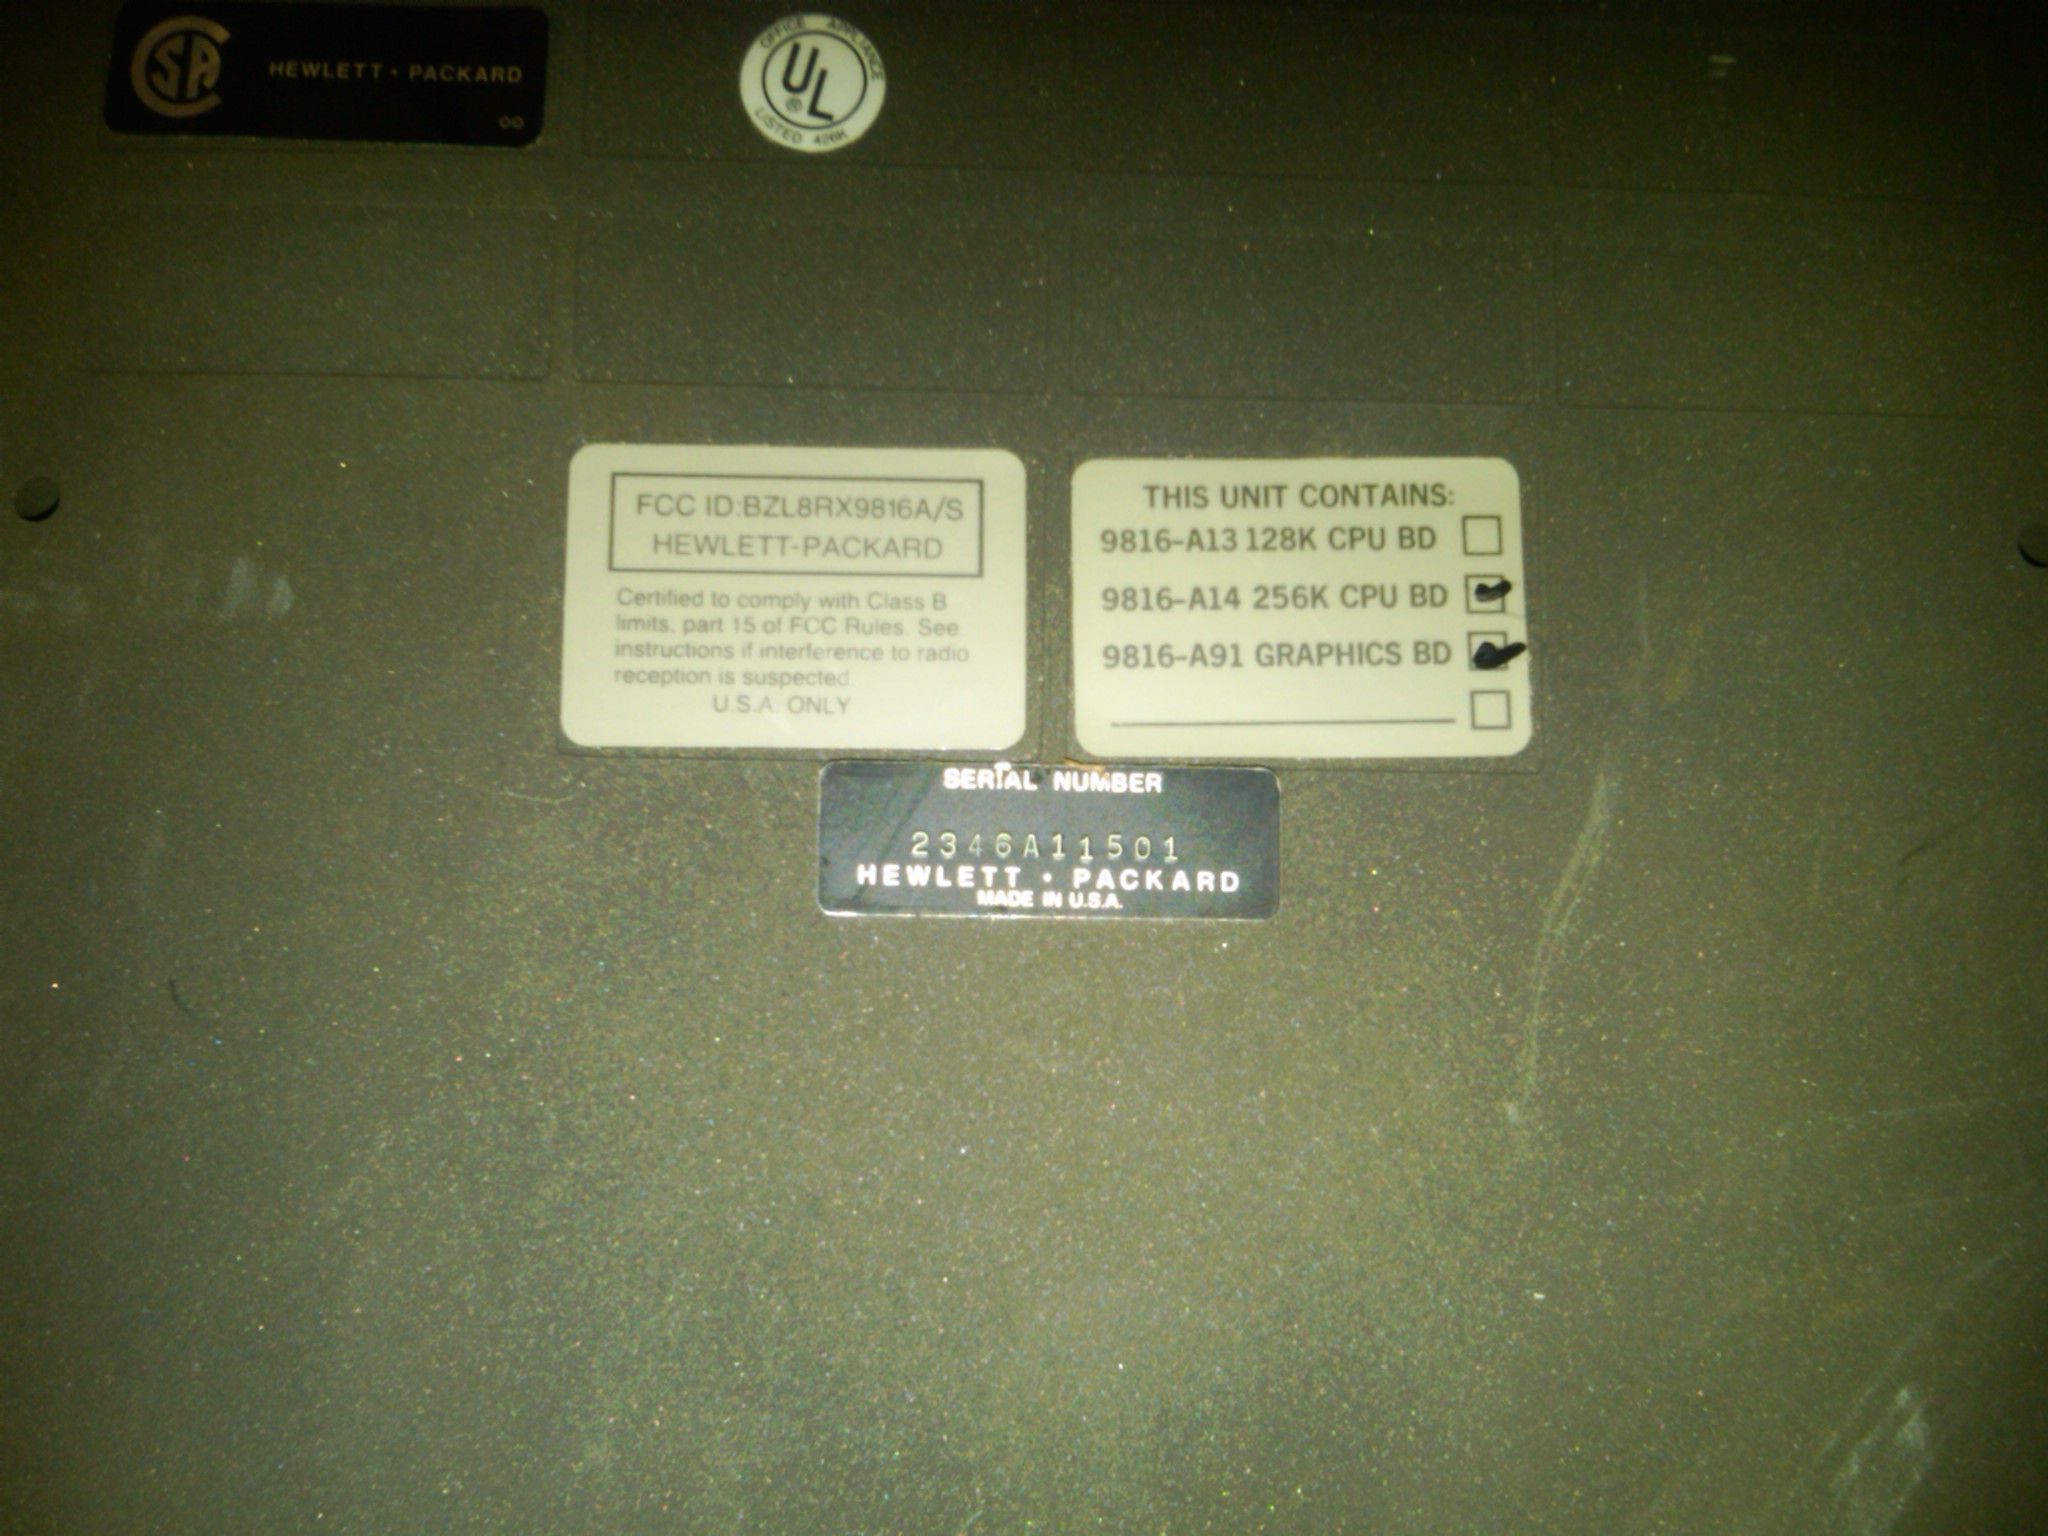 CSA
HEWLETT • PACKARD
00
OFFICE APPLIANCE
UL
®
LISTED 426K
FCC ID:BZL8RX9816A/S
HEWLETT-PACKARD
Certified to comply with Class B
limits, part 15 of FCC Rules. See
instructions if interference to radio
reception is suspected.
U.S.A. ONLY
THIS UNIT CONTAINS:
9816-A13 128K CPU BD
9816-A14 256K CPU BD
9816-A91 GRAPHICS BD
SERIAL NUMBER
2346A11501
HEWLETT • PACKARD
MADE IN U.S.A.